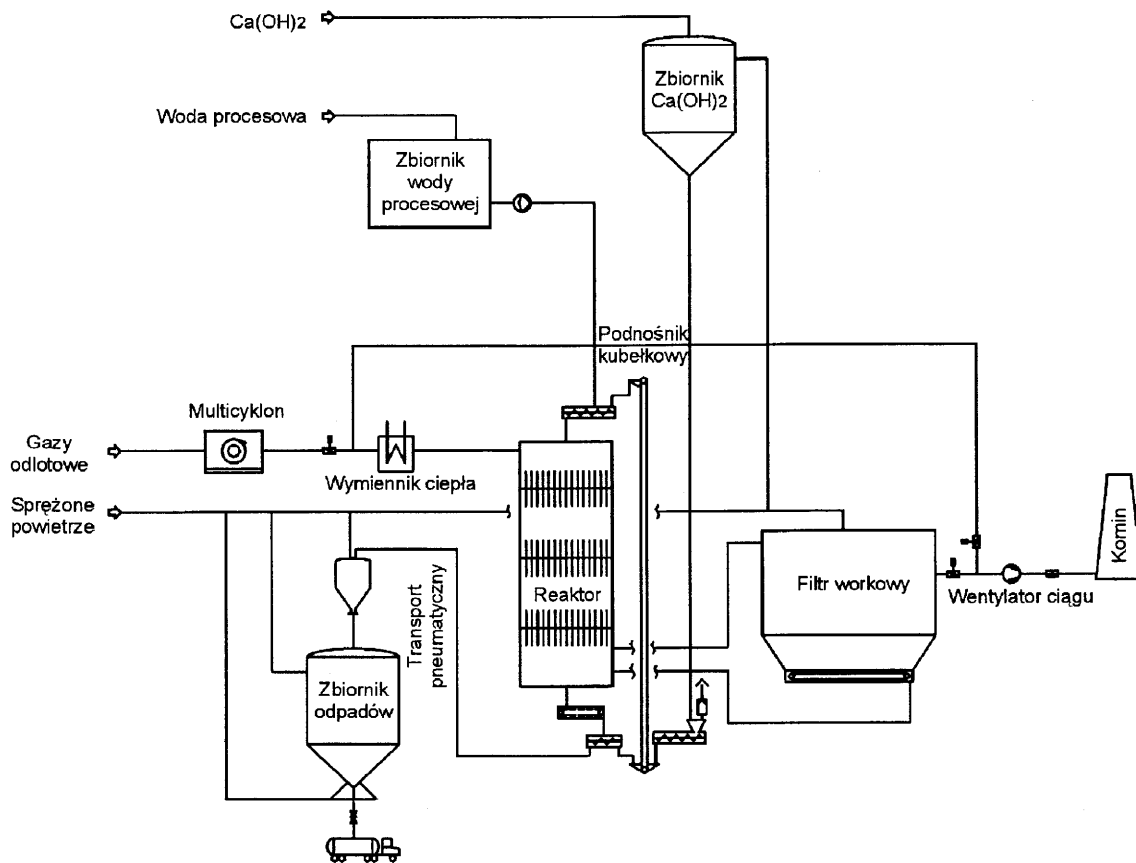 Ca(OH)2
Zbiornik
Ca(OH)2
Woda procesowa
Zbiornik
wody
procesowej
Podnośnik
kubełkowy
Multicyklon
Gazy
odlotowe
Wymiennik ciepła
Sprężone
powietrze
Reaktor
Filtr workowy
Wentylator ciągu
Komin
Transport
pneumatyczny
Zbiornik
odpadów